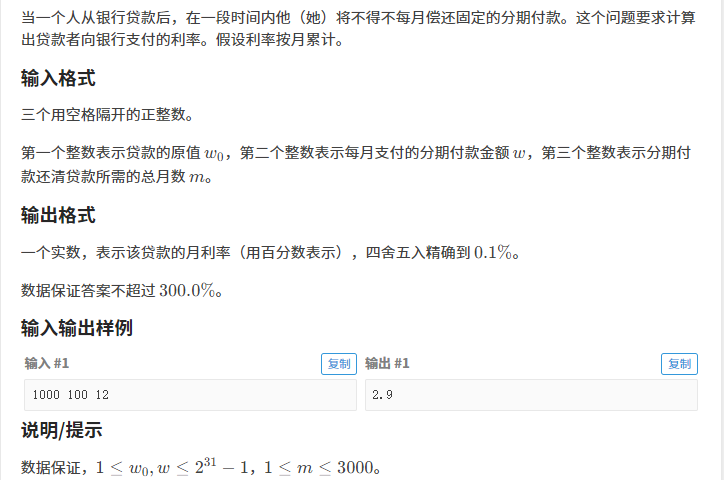 当一个人从银行贷款后，在一段时间内他（她）将不得不每月偿还固定的分期付款。这个问题要求计算
出贷款者向银行支付的利率。假设利率按月累计。
输入格式
三个用空格隔开的正整数。
第一个整数表示贷款的原值 w₀，第二个整数表示每月支付的分期付款金额 w，第三个整数表示分期付
款还清贷款所需的总月数 m。
输出格式
一个实数，表示该贷款的月利率（用百分数表示），四舍五入精确到 0.1%。
数据保证答案不超过 300.0%。
输入输出样例
输入 #1 复制 输出 #1 复制
1000 100 12 2.9
说明/提示
数据保证，1 ≤ w₀, w ≤ 2³¹ − 1，1 ≤ m ≤ 3000。